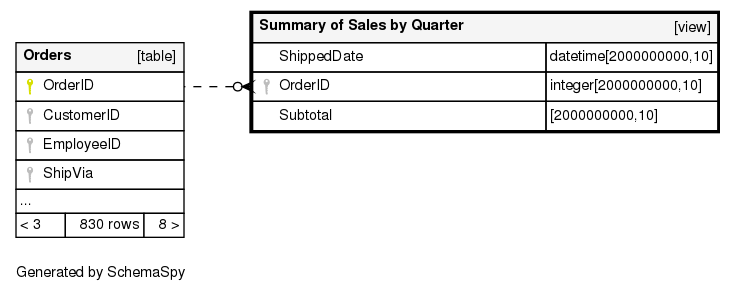 Summary of Sales by Quarter [view]
ShippedDate datetime[2000000000,10]
OrderID integer[2000000000,10]
Subtotal [2000000000,10]
Orders [table]
OrderID
CustomerID
EmployeeID
ShipVia
...
< 3 830 rows 8 >
Generated by SchemaSpy